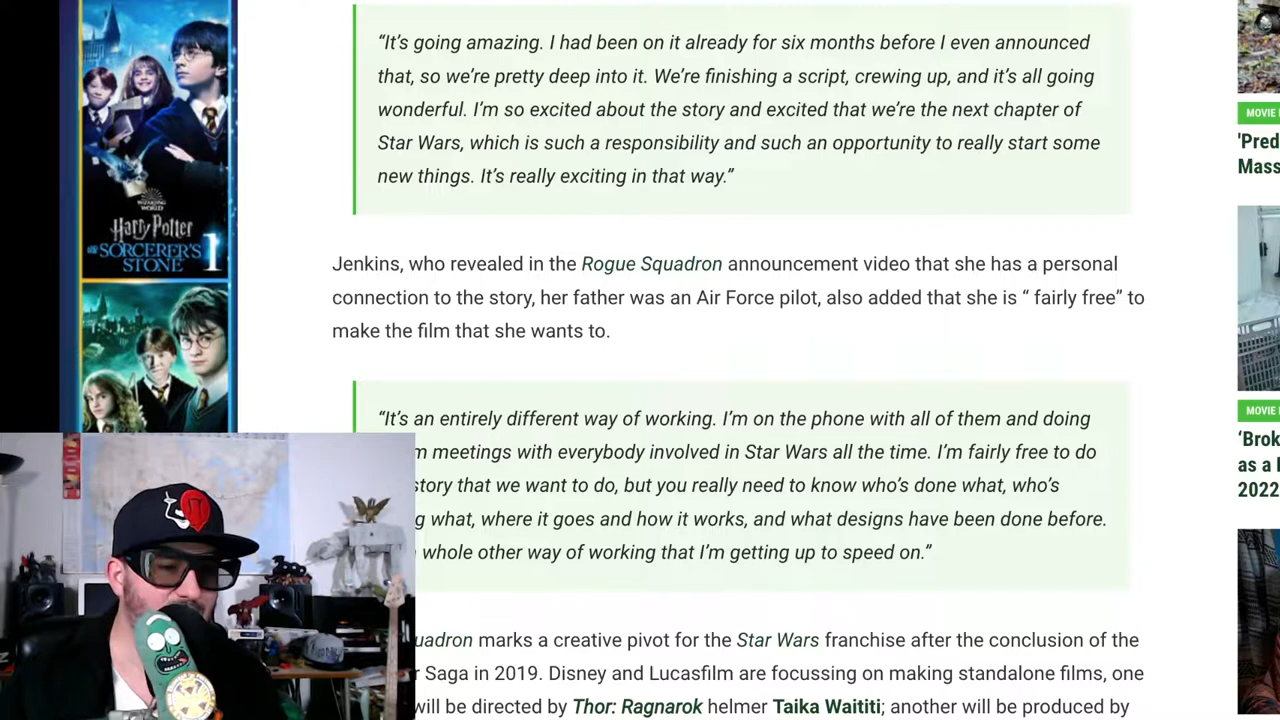 “It’s going amazing. I had been on it already for six months before I even announced
that, so we’re pretty deep into it. We’re finishing a script, crewing up, and it’s all going
wonderful. I’m so excited about the story and excited that we’re the next chapter of
Star Wars, which is such a responsibility and such an opportunity to really start some
new things. It’s really exciting in that way.”
Jenkins, who revealed in the Rogue Squadron announcement video that she has a personal
connection to the story, her father was an Air Force pilot, also added that she is “ fairly free” to
make the film that she wants to.
“It’s an entirely different way of working. I’m on the phone with all of them and doing
m meetings with everybody involved in Star Wars all the time. I’m fairly free to do
story that we want to do, but you really need to know who’s done what, who’s
g what, where it goes and how it works, and what designs have been done before.
whole other way of working that I’m getting up to speed on.”
uadron marks a creative pivot for the Star Wars franchise after the conclusion of the
r Saga in 2019. Disney and Lucasfilm are focussing on making standalone films, one
will be directed by Thor: Ragnarok helmer Taika Waititi; another will be produced by
WIZARDING
WORLD
Harry Potter
AND THE SORCERER'S
STONE 1
MOVIE
'Pred
Mass
MOVIE
‘Brok
as a
2022